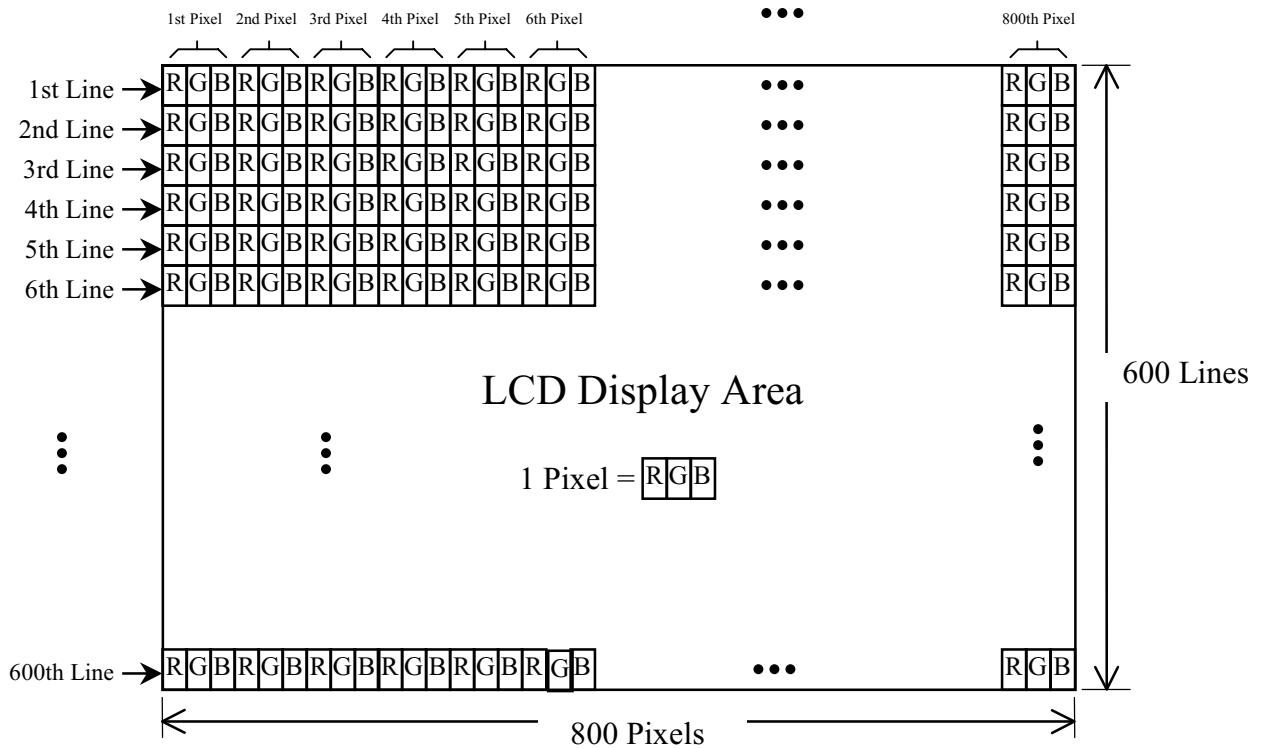 1st Pixel 2nd Pixel 3rd Pixel 4th Pixel 5th Pixel 6th Pixel ••• 800th Pixel
1st Line RGBRGBRGBRGBRGBRGB ••• RGB
2nd Line RGBRGBRGBRGBRGBRGB ••• RGB
3rd Line RGBRGBRGBRGBRGBRGB ••• RGB
4th Line RGBRGBRGBRGBRGBRGB ••• RGB
5th Line RGBRGBRGBRGBRGBRGB ••• RGB
6th Line RGBRGBRGBRGBRGBRGB ••• RGB
600 Lines
LCD Display Area
1 Pixel = RGB
600th Line RGBRGBRGBRGBRGBRGB ••• RGB
800 Pixels